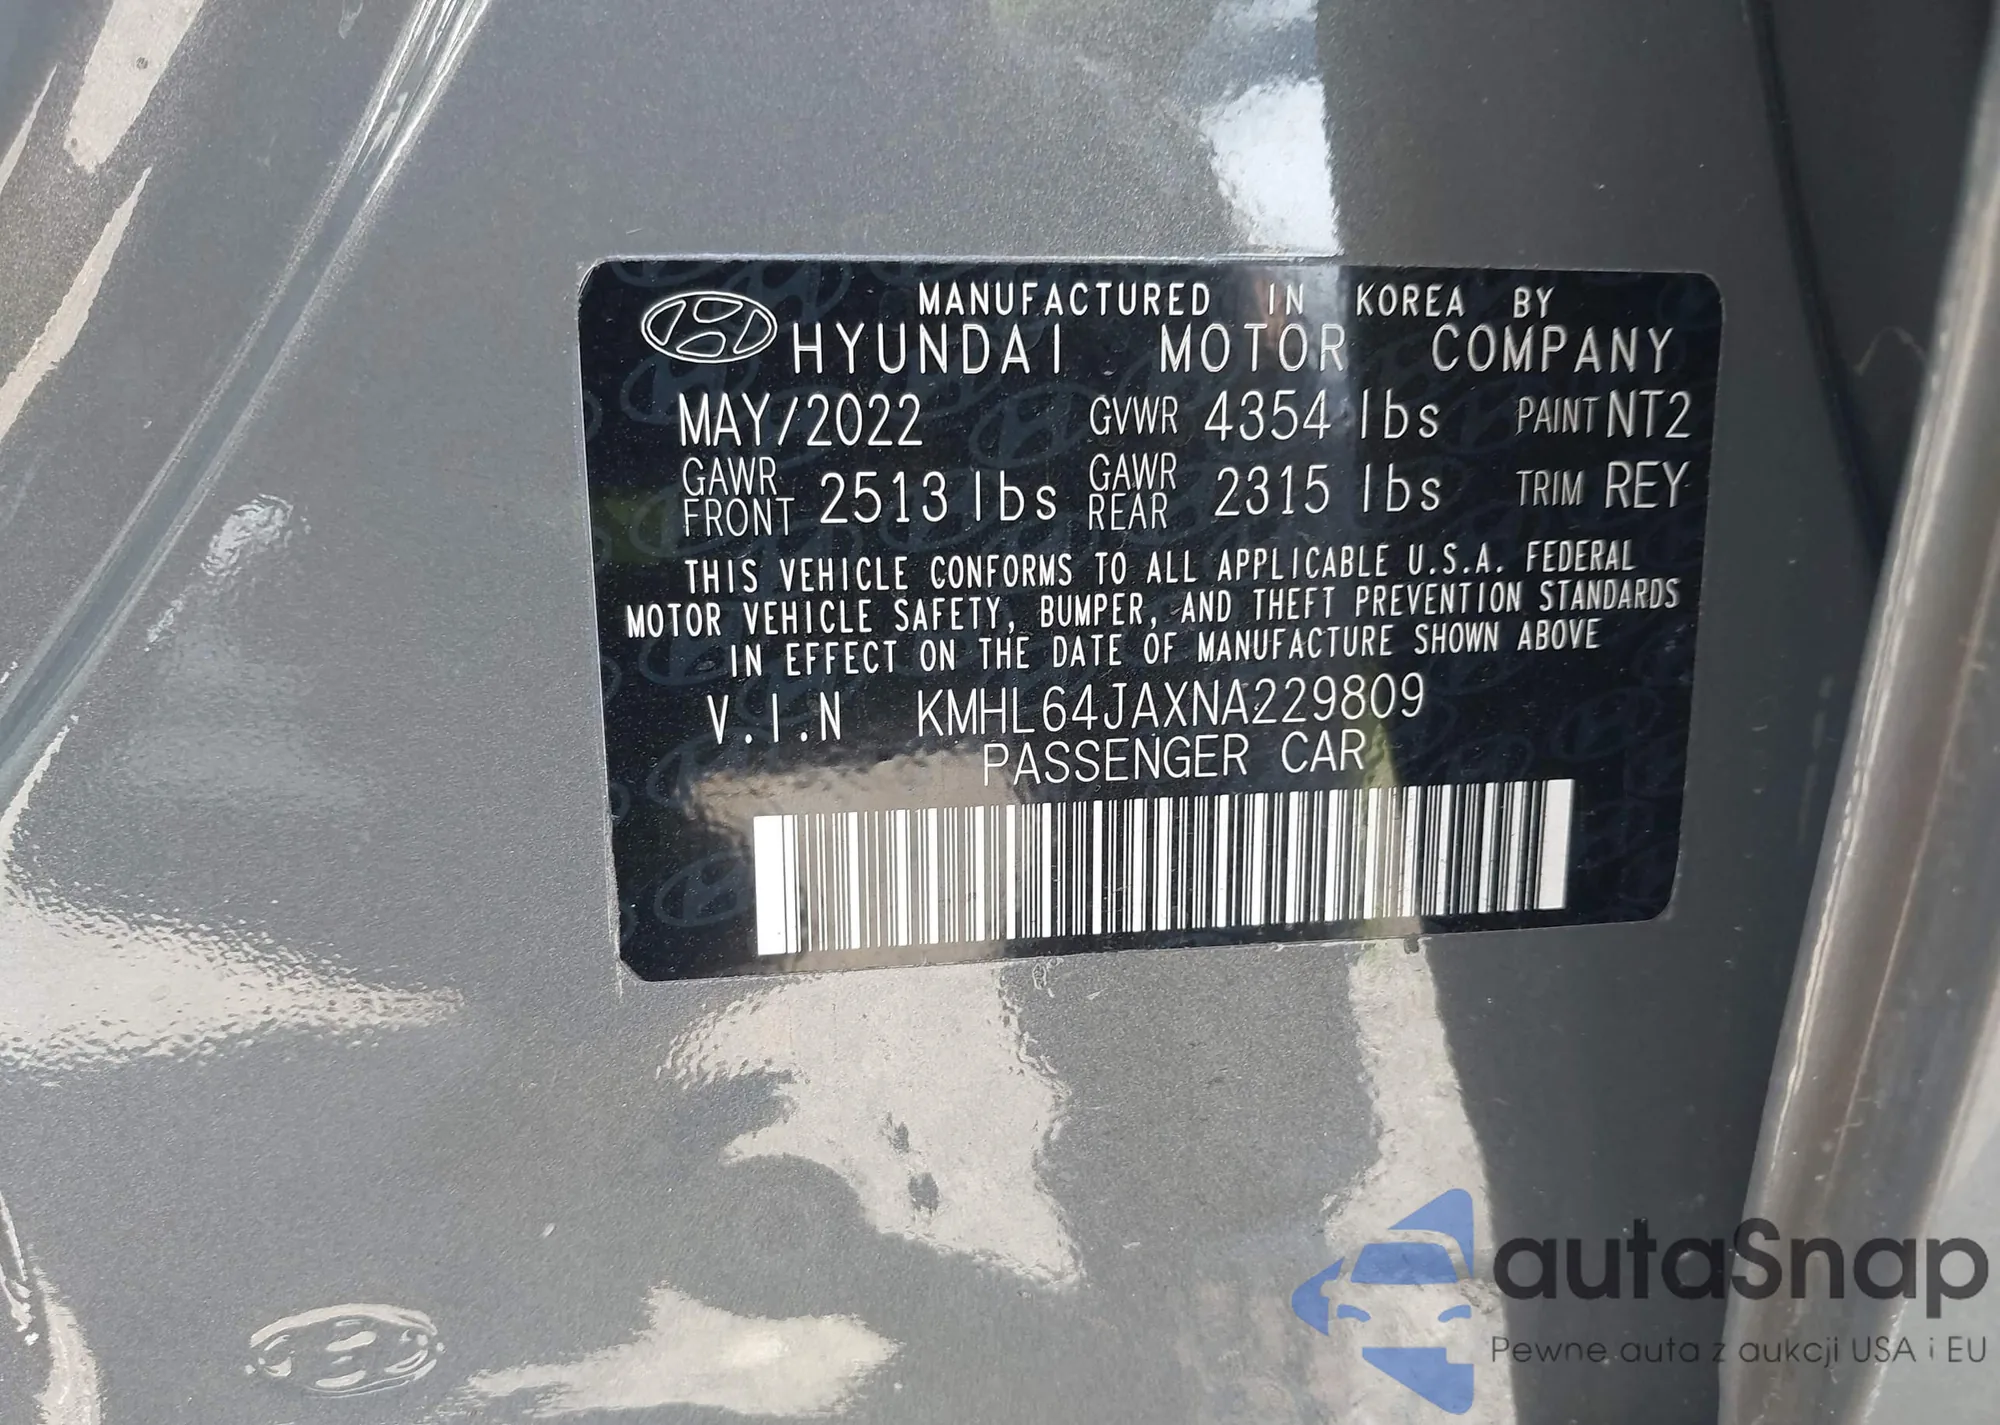 MANUFACTURED IN KOREA BY
HYUNDAI MOTOR COMPANY
MAY/2022 GVWR 4354 lbs PAINT NT2
GAWR FRONT 2513 lbs GAWR REAR 2315 lbs TRIM REY
THIS VEHICLE CONFORMS TO ALL APPLICABLE U.S.A. FEDERAL
MOTOR VEHICLE SAFETY, BUMPER, AND THEFT PREVENTION STANDARDS
IN EFFECT ON THE DATE OF MANUFACTURE SHOWN ABOVE
V.I.N KMHL64JAXNA229809
PASSENGER CAR
autaSnap
Pewne auta z aukcji USA i EU